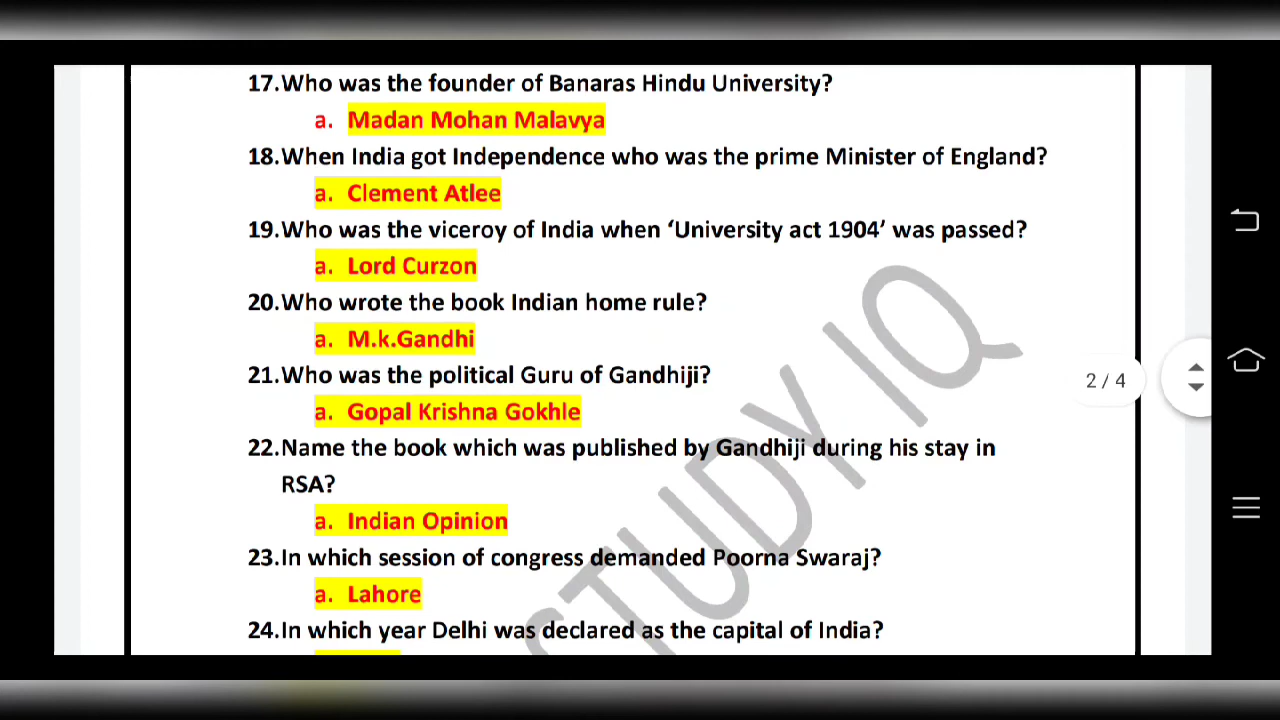 17.Who was the founder of Banaras Hindu University?
a. Madan Mohan Malavya
18.When India got Independence who was the prime Minister of England?
a. Clement Atlee
19.Who was the viceroy of India when ‘University act 1904’ was passed?
a. Lord Curzon
20.Who wrote the book Indian home rule?
a. M.k.Gandhi
21.Who was the political Guru of Gandhiji?
a. Gopal Krishna Gokhle
22.Name the book which was published by Gandhiji during his stay in
RSA?
a. Indian Opinion
23.In which session of congress demanded Poorna Swaraj?
a. Lahore
24.In which year Delhi was declared as the capital of India?
STUDY IQ
2 / 4